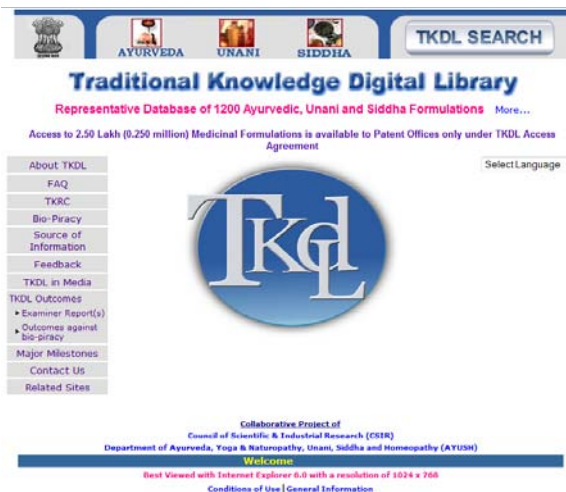 AYURVEDA UNANI SIDDHA
TKDL SEARCH
Traditional Knowledge Digital Library
Representative Database of 1200 Ayurvedic, Unani and Siddha Formulations More...
Access to 2.50 Lakh (0.250 million) Medicinal Formulations is available to Patent Offices only under TKDL Access
Agreement
Select Language
About TKDL
FAQ
TKRC
Bio-Piracy
Source of
Information
Feedback
TKDL in Media
TKDL Outcomes
Examiner Report(s)
Outcomes against
bio-piracy
Major Milestones
Contact Us
Related Sites
TKdL
Collaborative Project of
Council of Scientific & Industrial Research (CSIR)
Department of Ayurveda, Yoga & Naturopathy, Unani, Siddha and Homeopathy (AYUSH)
Welcome
Best Viewed with Internet Explorer 6.0 with a resolution of 1024 x 768
Conditions of Use | General Information